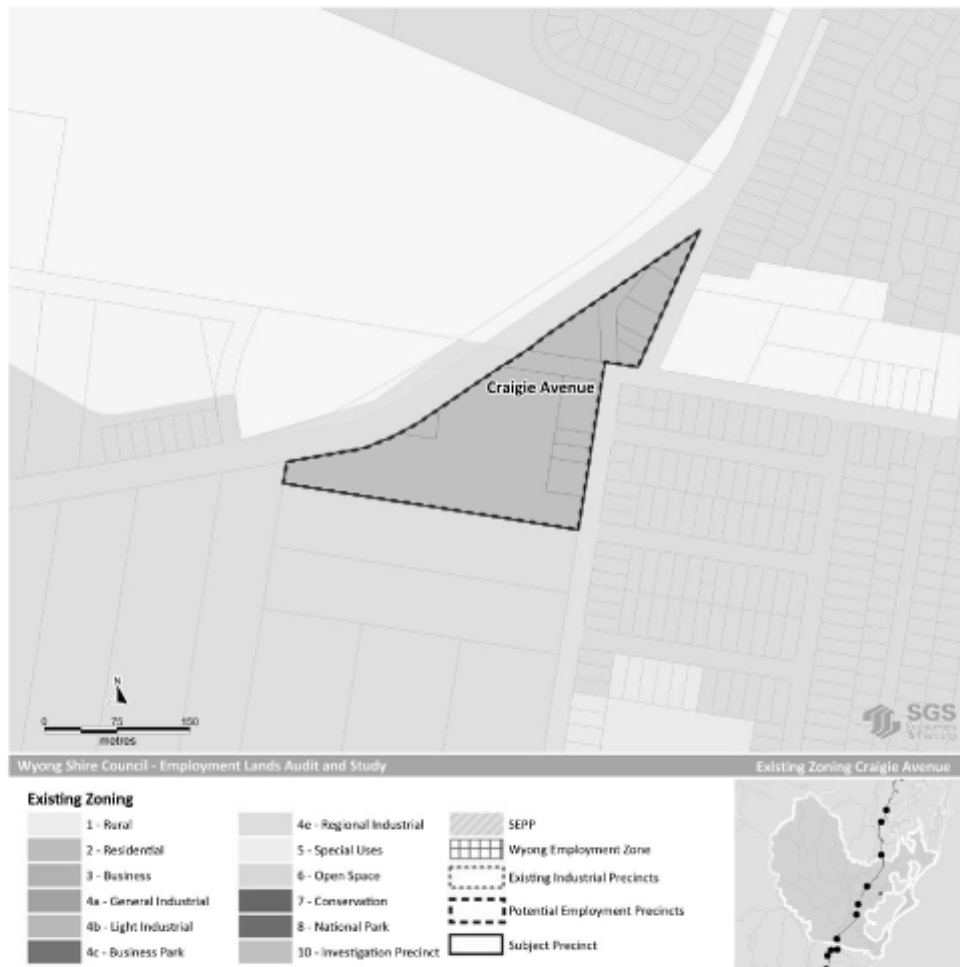 Craigie Avenue
N
0 75 150
metres
SGS
Economics
& Planning
Wyong Shire Council - Employment Lands Audit and Study
Existing Zoning Craigie Avenue
Existing Zoning
1 - Rural
2 - Residential
3 - Business
4a - General Industrial
4b - Light Industrial
4c - Business Park
4e - Regional Industrial
5 - Special Uses
6 - Open Space
7 - Conservation
8 - National Park
10 - Investigation Precinct
SEPP
Wyong Employment Zone
Existing Industrial Precincts
Potential Employment Precincts
Subject Precinct